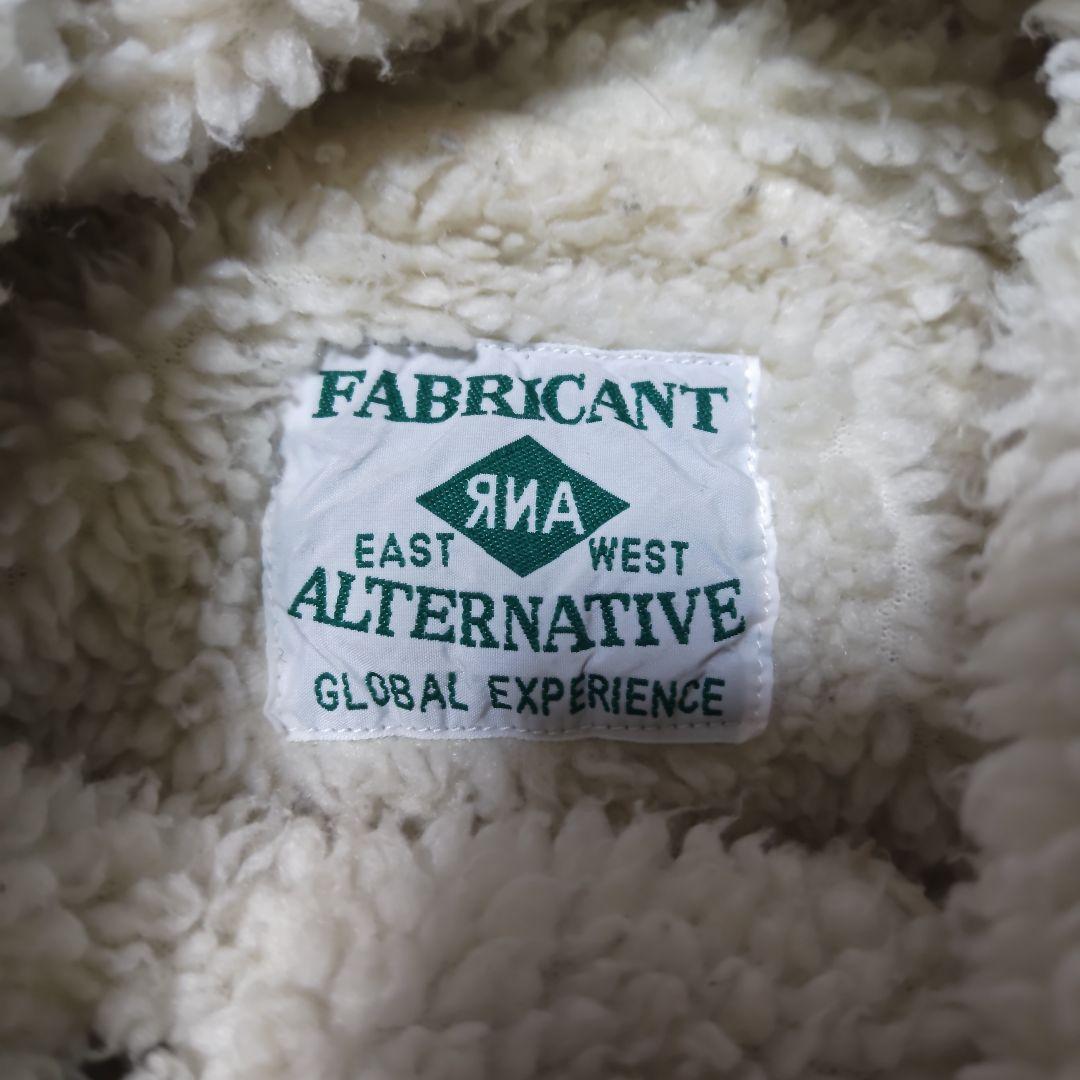 FABRICANT
ЯNA
EAST WEST
ALTERNATIVE
GLOBAL EXPERIENCE